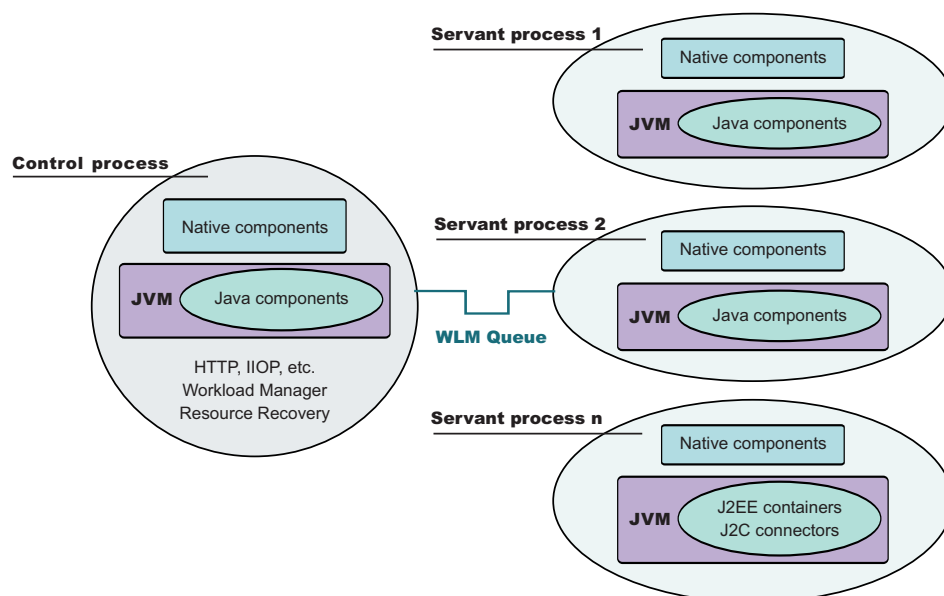 Control process
Native components
JVM
Java components
HTTP, IIOP, etc.
Workload Manager
Resource Recovery
WLM Queue
Servant process 1
Native components
JVM
Java components
Servant process 2
Native components
JVM
Java components
Servant process n
Native components
JVM
J2EE containers
J2C connectors